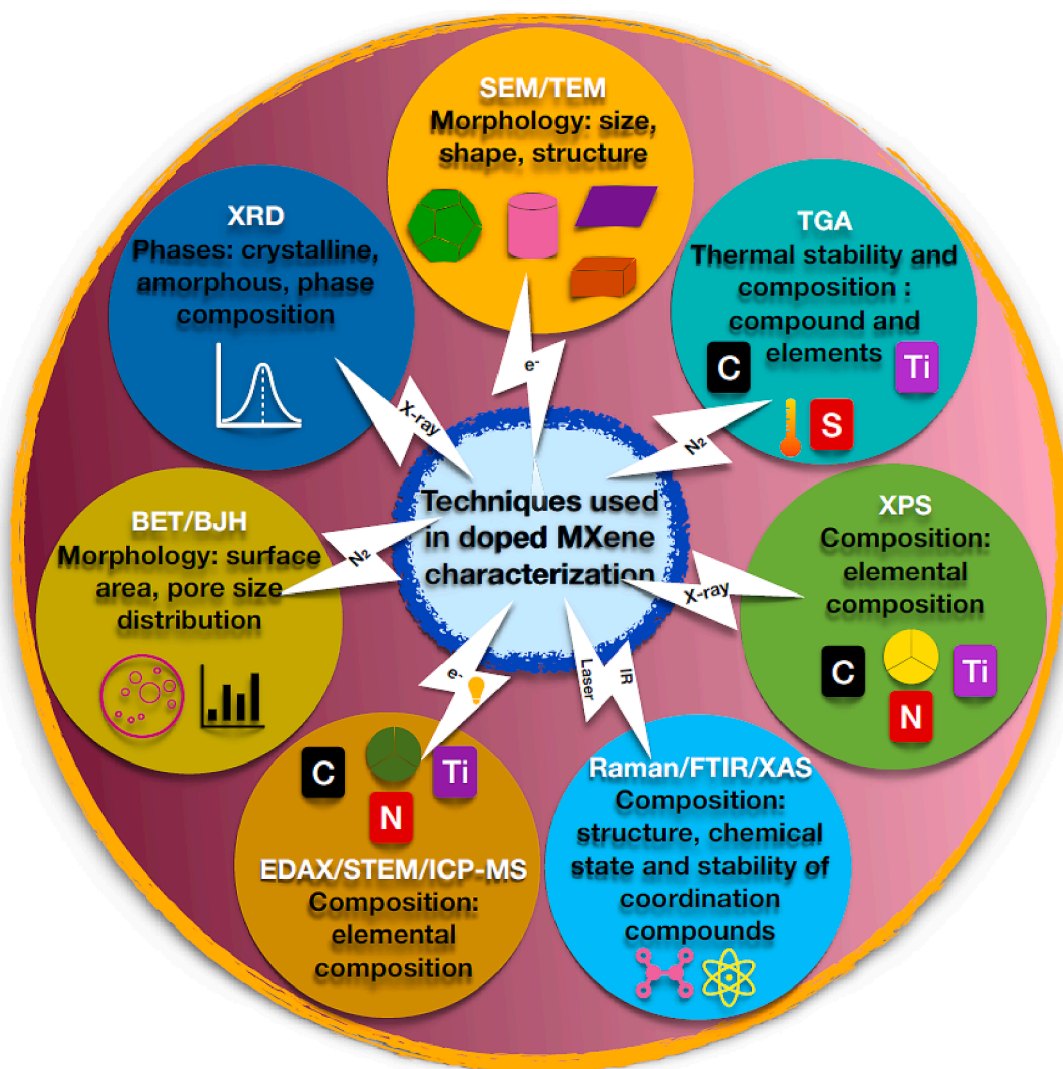 SEM/TEM
Morphology: size,
shape, structure
XRD
Phases: crystalline,
amorphous, phase
composition
TGA
Thermal stability and
composition :
compound and
elements
C
Ti
S
e-
X-ray
N₂
Techniques used
in doped MXene
characterization
BET/BJH
Morphology: surface
area, pore size
distribution
N₂
XPS
Composition:
elemental
composition
C
Ti
N
X-ray
e-
Laser
IR
C
Ti
N
EDAX/STEM/ICP-MS
Composition:
elemental
composition
Raman/FTIR/XAS
Composition:
structure, chemical
state and stability of
coordination
compounds